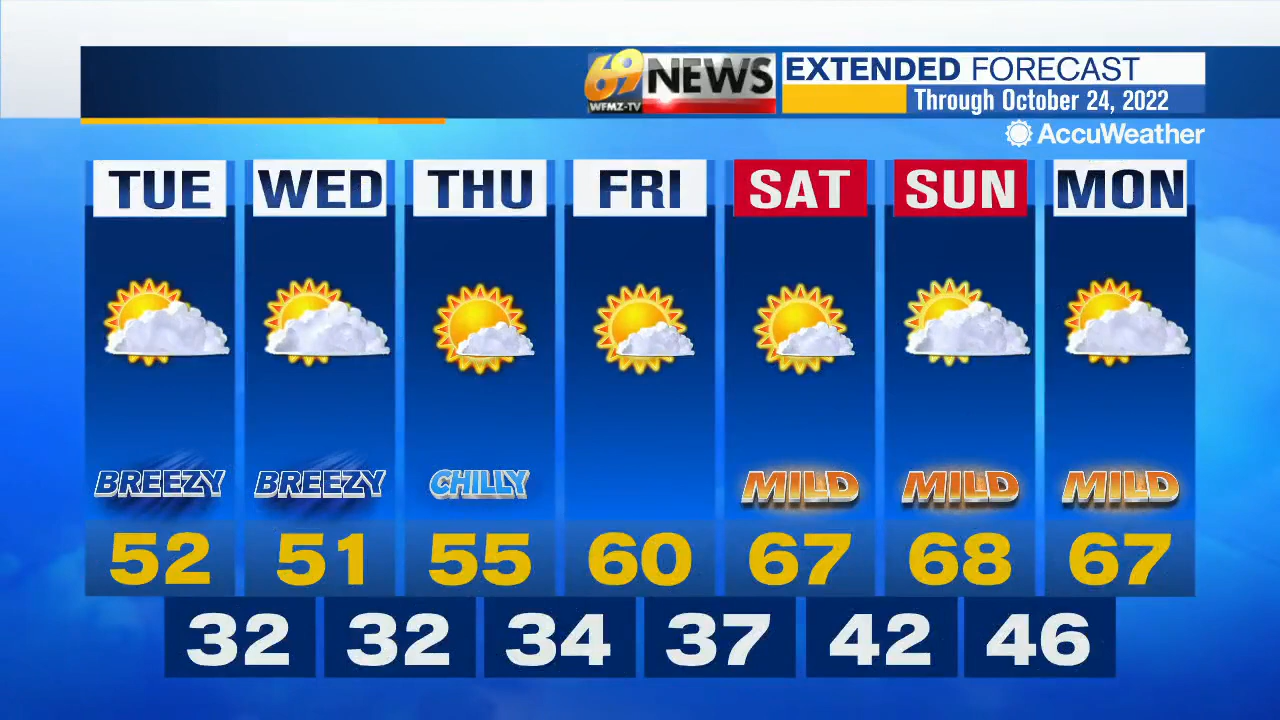 69 NEWS
WFMZ-TV
EXTENDED FORECAST
Through October 24, 2022
AccuWeather
TUE WED THU FRI SAT SUN MON
BREEZY BREEZY CHILLY MILD MILD MILD
52 51 55 60 67 68 67
32 32 34 37 42 46